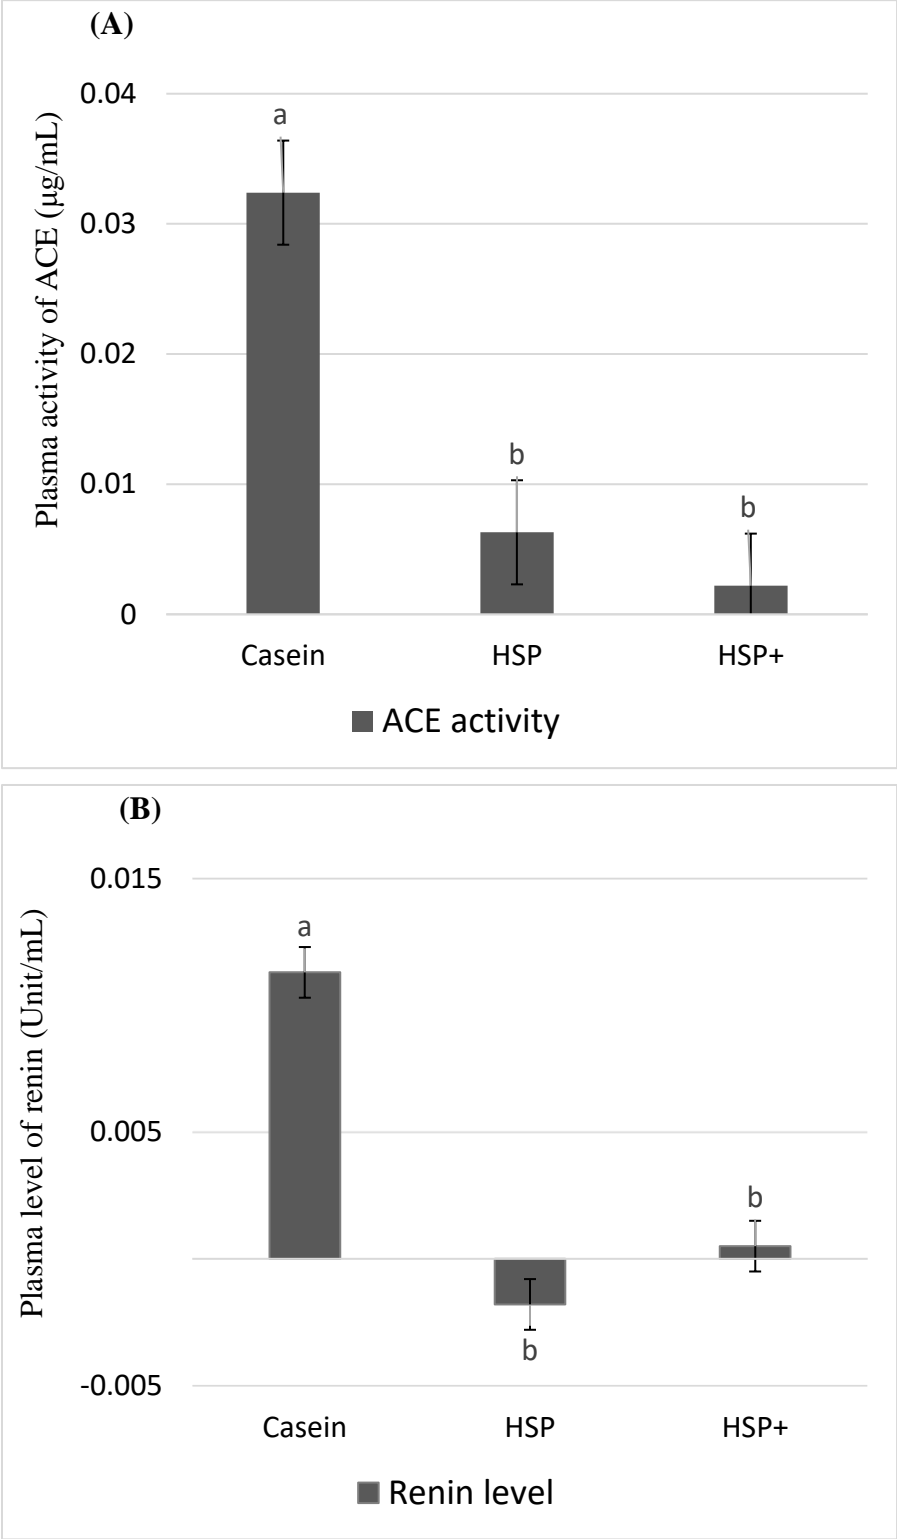 (A)
Plasma activity of ACE (µg/mL)
0.04
0.03
0.02
0.01
0
a
b
b
Casein HSP HSP+
ACE activity
(B)
Plasma level of renin (Unit/mL)
0.015
0.005
-0.005
a
b
b
Casein HSP HSP+
Renin level